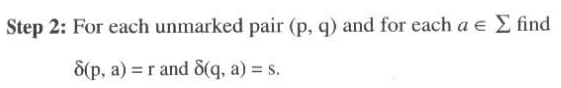 Step 2: For each unmarked pair (p, q) and for each a ∈ Σ find
δ(p, a) = r and δ(q, a) = s.